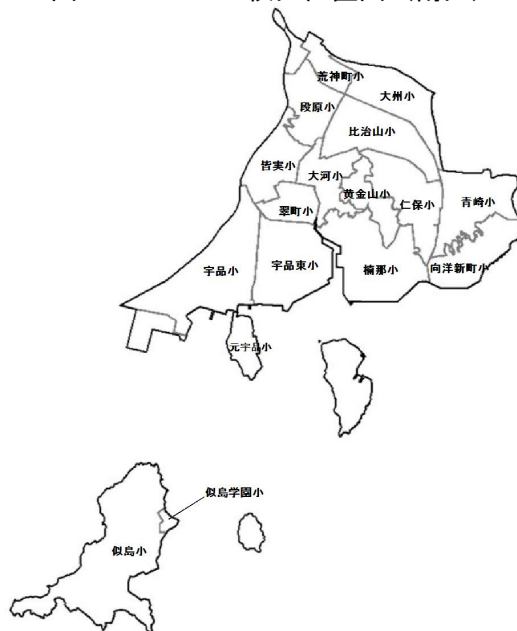 荒神町小
大州小
段原小
比治山小
皆実小
大河小
黄金山小
仁保小
青崎小
翠町小
宇品小
宇品東小
楠那小
向洋新町小
元宇品小
似島学園小
似島小